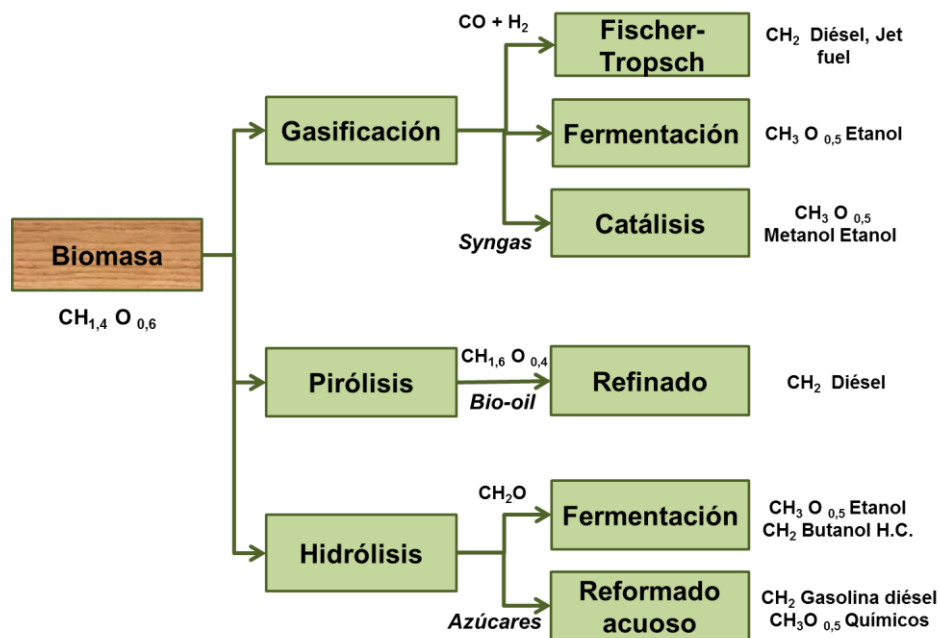 CO + H₂
Fischer-
Tropsch
CH₂ Diésel, Jet
fuel
Gasificación
Fermentación
CH₃ O ₀,₅ Etanol
Syngas
Catálisis
CH₃ O ₀,₅
Metanol Etanol
Biomasa
CH₁,₄ O ₀,₆
Pirólisis
CH₁,₆ O ₀,₄
Bio-oil
Refinado
CH₂ Diésel
Hidrólisis
CH₂O
Azúcares
Fermentación
CH₃ O ₀,₅ Etanol
CH₂ Butanol H.C.
Reformado
acuoso
CH₂ Gasolina diésel
CH₃O ₀,₅ Químicos